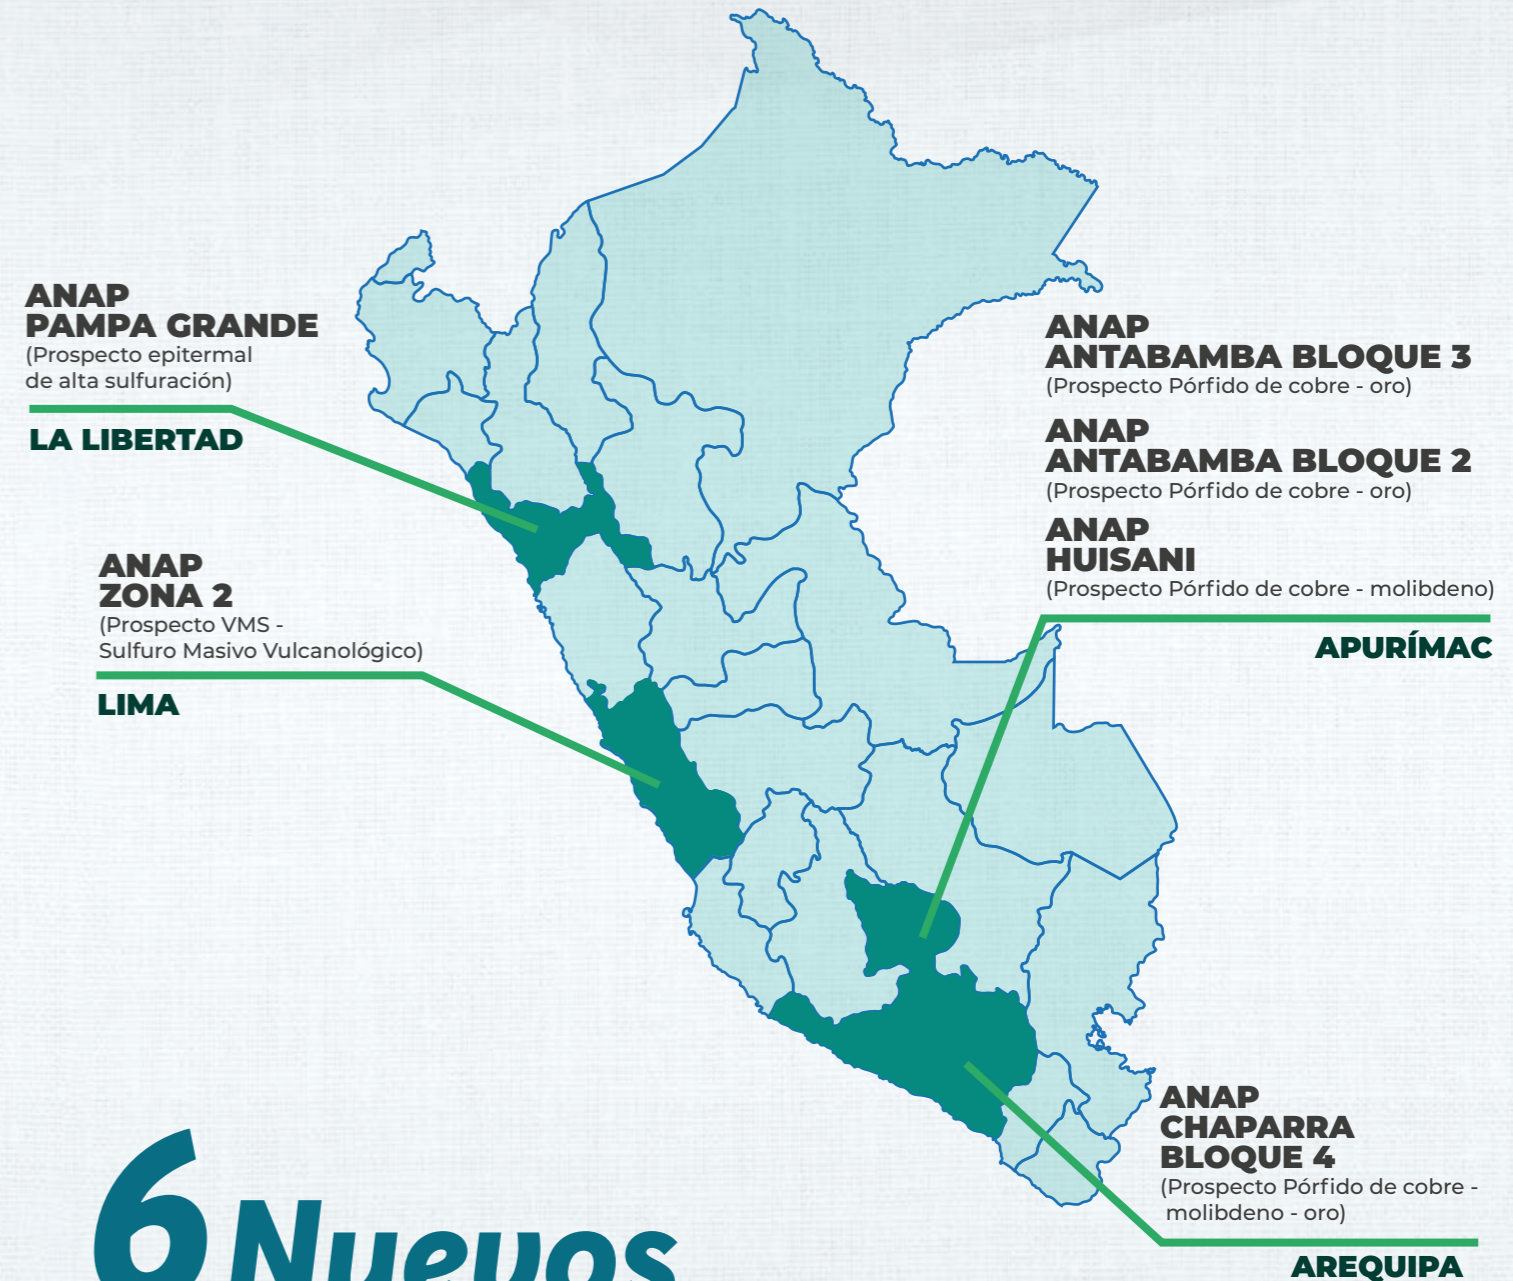 ANAP
PAMPA GRANDE
(Prospecto epitermal
de alta sulfuración)
LA LIBERTAD
ANAP
ZONA 2
(Prospecto VMS -
Sulfuro Masivo Vulcanológico)
LIMA
ANAP
ANTABAMBA BLOQUE 3
(Prospecto Pórfido de cobre - oro)
ANAP
ANTABAMBA BLOQUE 2
(Prospecto Pórfido de cobre - oro)
ANAP
HUISANI
(Prospecto Pórfido de cobre - molibdeno)
APURÍMAC
ANAP
CHAPARRA
BLOQUE 4
(Prospecto Pórfido de cobre -
molibdeno - oro)
AREQUIPA
6 Nuevos